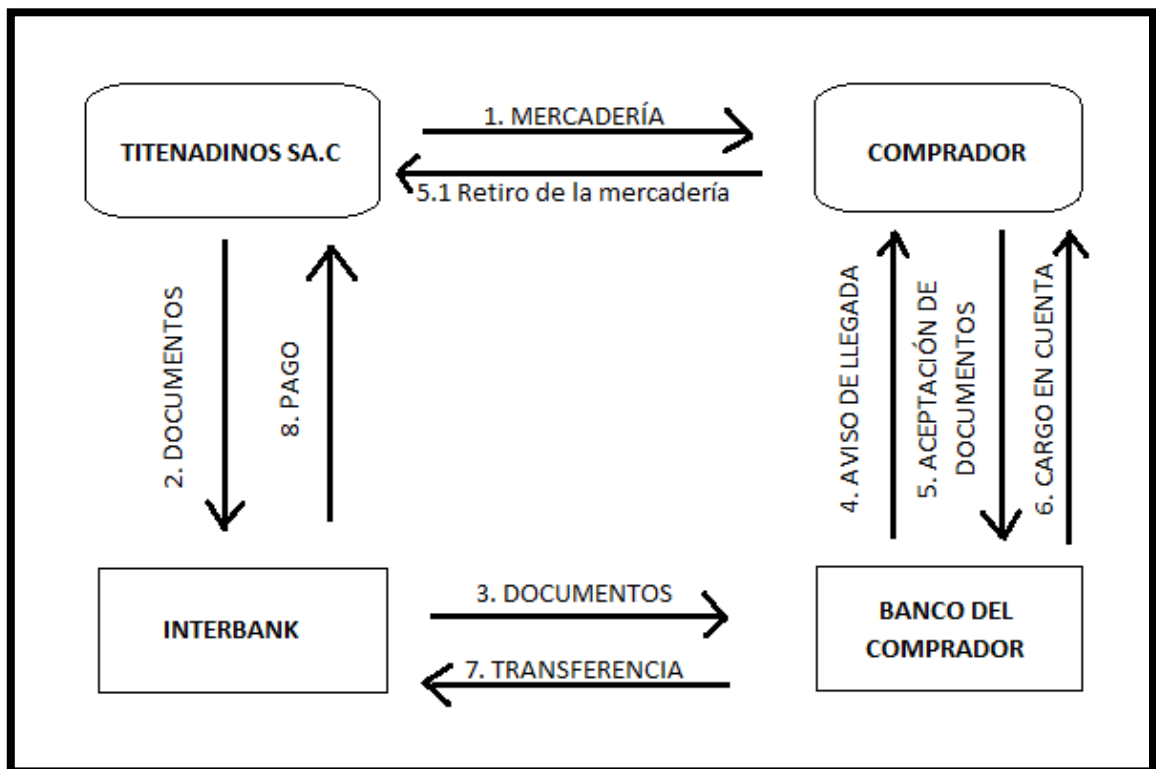 1. MERCADERÍA
TITENADINOS SA.C
COMPRADOR
5.1 Retiro de la mercadería
2. DOCUMENTOS
8. PAGO
4. AVISO DE LLEGADA
5. ACEPTACIÓN DE
DOCUMENTOS
6. CARGO EN CUENTA
3. DOCUMENTOS
INTERBANK
BANCO DEL
COMPRADOR
7. TRANSFERENCIA